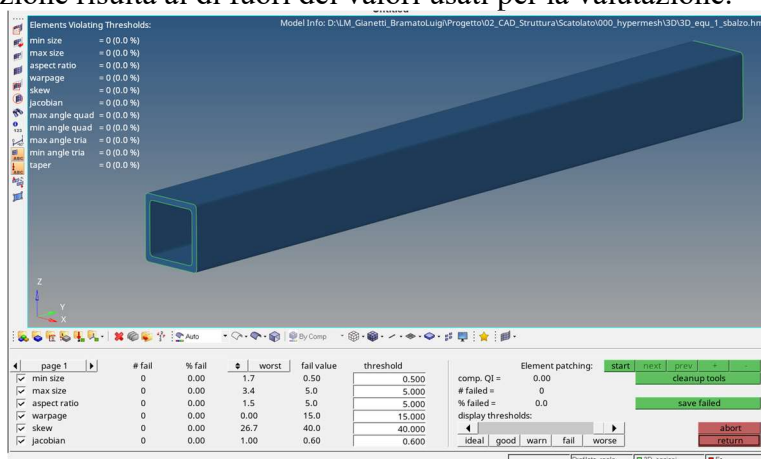 zione risulta al di fuori dei valori usati per la valutazione.
Model Info: D:\LM_Gianetti_BramatoLuigi\Progetto\02_CAD_Struttura\Scatolato\000_hypermesh\3D\3D_equ_1_sbalzo.hm
Elements Violating Thresholds:
min size = 0 (0.0 %)
max size = 0 (0.0 %)
aspect ratio = 0 (0.0 %)
warpage = 0 (0.0 %)
skew = 0 (0.0 %)
jacobian = 0 (0.0 %)
max angle quad = 0 (0.0 %)
min angle quad = 0 (0.0 %)
max angle tria = 0 (0.0 %)
min angle tria = 0 (0.0 %)
taper = 0 (0.0 %)
Z
Y
X
Auto By Comp
page 1 # fail % fail worst fail value threshold Element patching: start next prev + -
min size 0 0.00 1.7 0.50 0.500 comp. QI = 0.00 cleanup tools
max size 0 0.00 3.4 5.0 5.000 # failed = 0
aspect ratio 0 0.00 1.5 5.0 5.000 % failed = 0.0 save failed
warpage 0 0.00 0.00 15.0 15.000 display thresholds:
skew 0 0.00 26.7 40.0 40.000 abort
jacobian 0 0.00 1.00 0.60 0.600 ideal good warn fail worse return